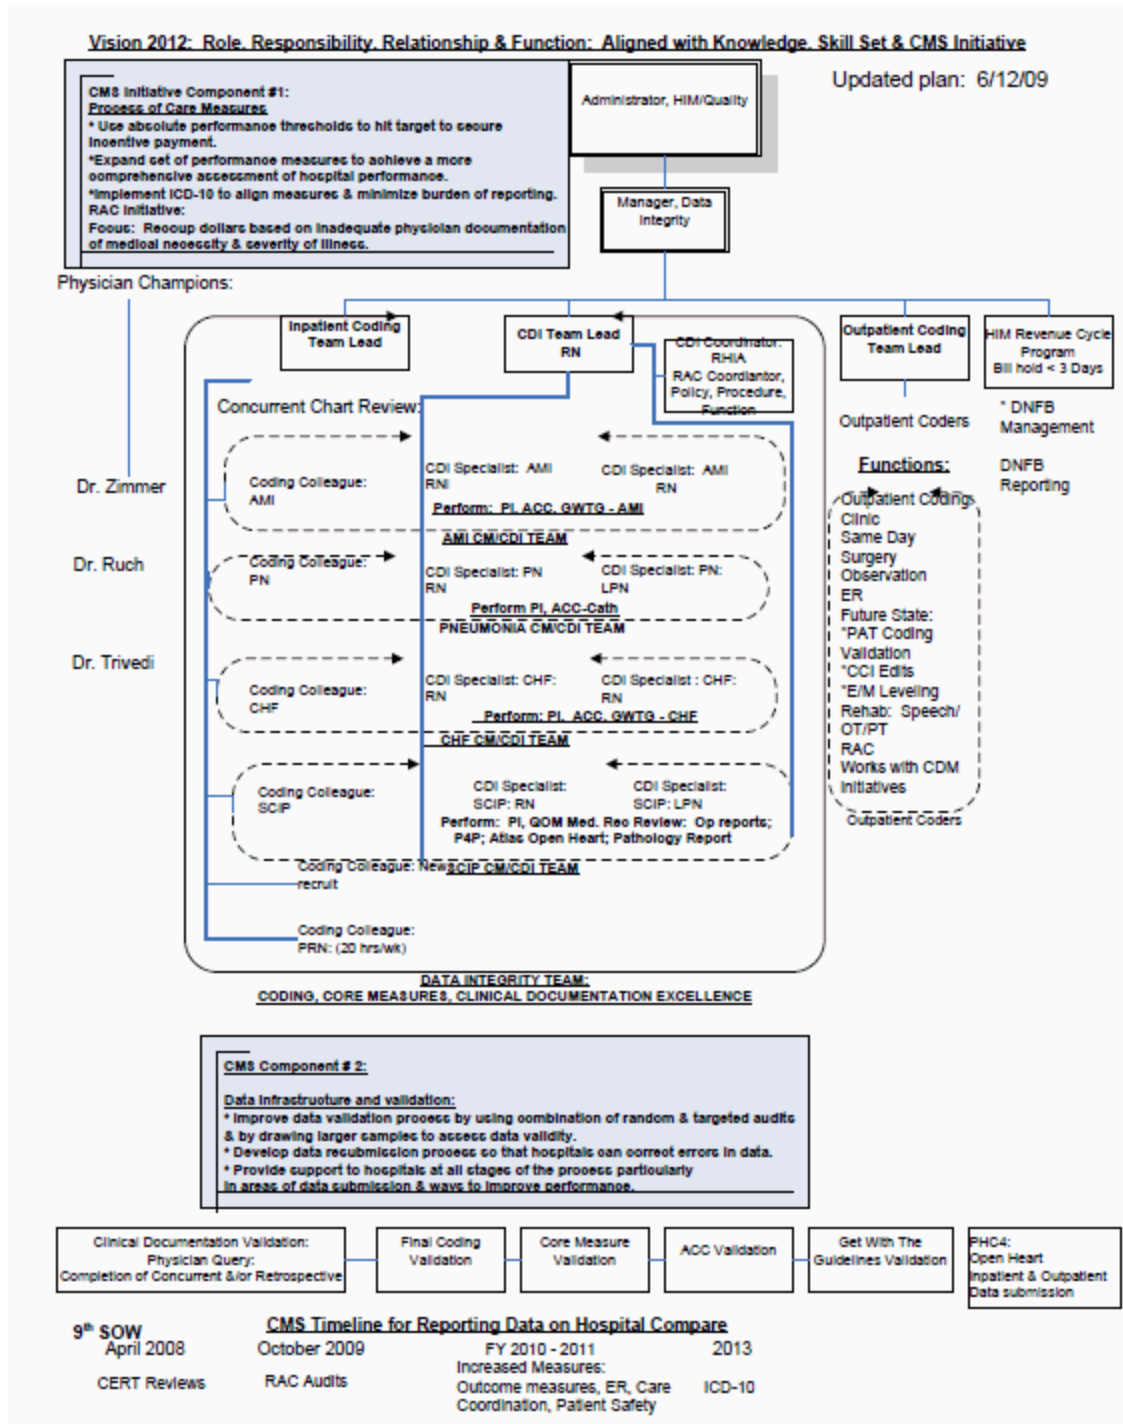 Vision 2012: Role, Responsibility, Relationship & Function: Aligned with Knowledge, Skill Set & CMS Initiative
Updated plan: 6/12/09
CMS Initiative Component #1:
Process of Care Measures
* Use absolute performance thresholds to hit target to secure
Incentive payment.
*Expand set of performance measures to achieve a more
comprehensive assessment of hospital performance.
*Implement ICD-10 to align measures & minimize burden of reporting.
RAC Initiative:
Focus: Recoup dollars based on inadequate physician documentation
of medical necessity & severity of illness.
Administrator, HIM/Quality
Manager, Data
Integrity
Physician Champions:
Dr. Zimmer
Dr. Ruch
Dr. Trivedi
Inpatient Coding
Team Lead
CDI Team Lead
RN
CDI Coordinator:
RHIA
RAC Coordiantor,
Policy, Procedure,
Function
Outpatient Coding
Team Lead
HIM Revenue Cycle
Program
Bill hold < 3 Days
Concurrent Chart Review:
Coding Colleague:
AMI
CDI Specialist: AMI
RNI
CDI Specialist: AMI
RN
Perform: PI, ACC, GWTG - AMI
AMI CM/CDI TEAM
Coding Colleague:
PN
CDI Specialist: PN
RN
CDI Specialist: PN:
LPN
Perform PI, ACC-Cath
PNEUMONIA CM/CDI TEAM
Coding Colleague:
CHF
CDI Specialist: CHF:
RN
CDI Specialist : CHF:
RN
Perform: PI, ACC, GWTG - CHF
CHF CM/CDI TEAM
Coding Colleague:
SCIP
CDI Specialist:
SCIP: RN
CDI Specialist:
SCIP: LPN
Perform: PI, QOM Med. Rec Review: Op reports;
P4P; Atlas Open Heart; Pathology Report
SCIP CM/CDI TEAM
Coding Colleague: New
recruit
Coding Colleague:
PRN: (20 hrs/wk)
DATA INTEGRITY TEAM:
CODING, CORE MEASURES, CLINICAL DOCUMENTATION EXCELLENCE
Outpatient Coders
Functions:
Outpatient Coding:
Clinic
Same Day
Surgery
Observation
ER
Future State:
*PAT Coding
Validation
*CCI Edits
*E/M Leveling
Rehab: Speech/
OT/PT
RAC
Works with CDM
Initiatives
Outpatient Coders
* DNFB
Management
DNFB
Reporting
CMS Component # 2:
Data Infrastructure and validation:
* Improve data validation process by using combination of random & targeted audits
& by drawing larger samples to assess data validity.
* Develop data resubmission process so that hospitals can correct errors in data.
* Provide support to hospitals at all stages of the process particularly
in areas of data submission & ways to improve performance.
Clinical Documentation Validation:
Physician Query:
Completion of Concurrent &/or Retrospective
Final Coding
Validation
Core Measure
Validation
ACC Validation
Get With The
Guidelines Validation
PHC4:
Open Heart
Inpatient & Outpatient
Data submission
CMS Timeline for Reporting Data on Hospital Compare
9th SOW
April 2008
CERT Reviews
October 2009
RAC Audits
FY 2010 - 2011
Increased Measures:
Outcome measures, ER, Care
Coordination, Patient Safety
2013
ICD-10